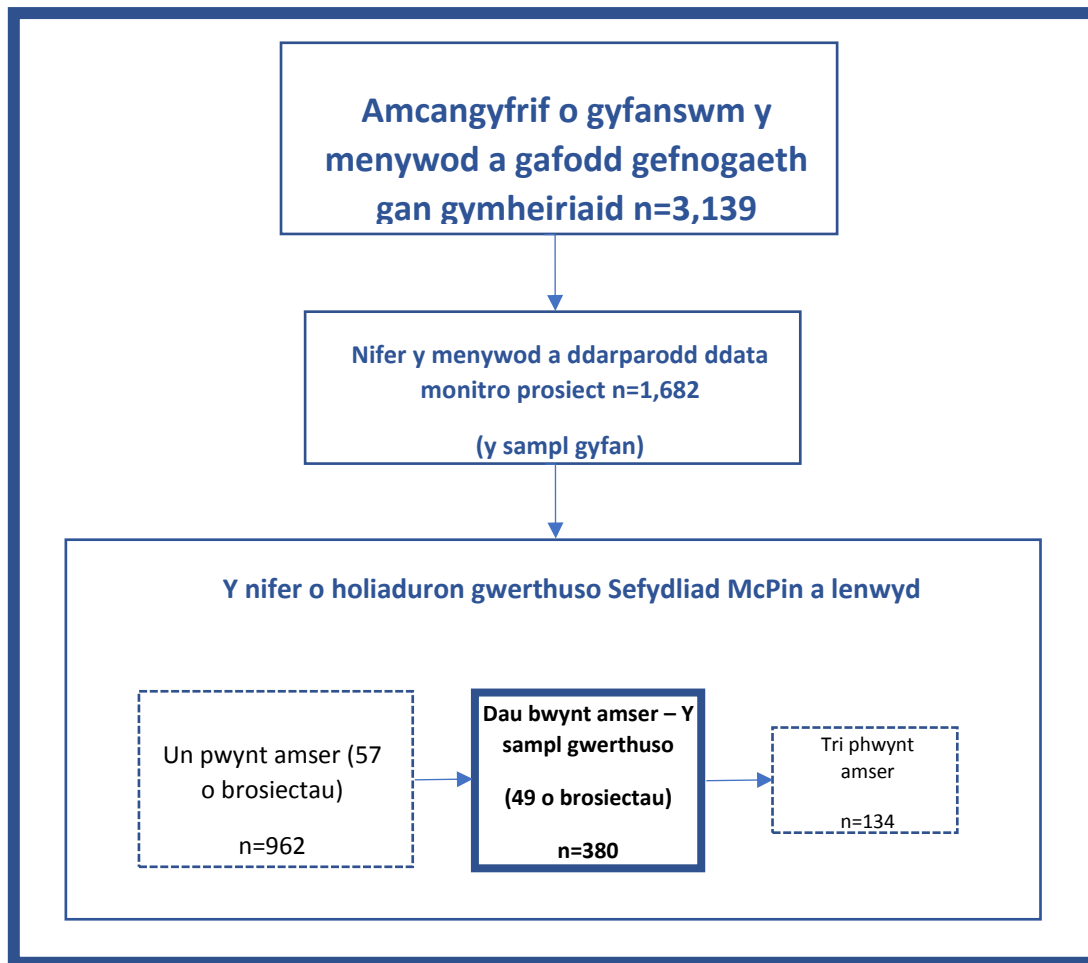 Amcangyfrif o gyfanswm y
menywod a gafodd gefnogaeth
gan gymheiriaid n=3,139
Nifer y menywod a ddarparodd ddata
monitro prosiect n=1,682
(y sampl gyfan)
Y nifer o holiaduron gwerthuso Sefydliad McPin a lenwyd
Un pwynt amser (57
o brosiectau)
n=962
Dau bwynt amser – Y
sampl gwerthuso
(49 o brosiectau)
n=380
Tri phwynt
amser
n=134